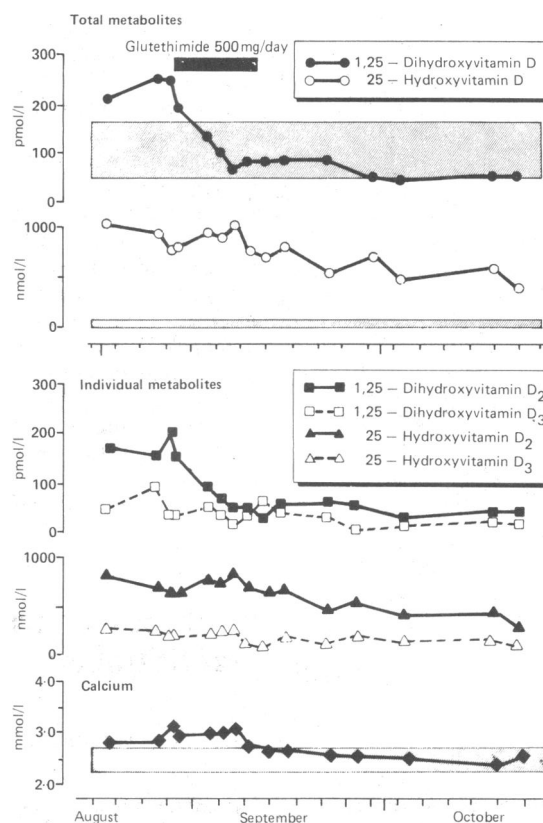 Total metabolites
Glutethimide 500 mg/day
1,25 – Dihydroxyvitamin D
25 – Hydroxyvitamin D
300
200
100
0
pmol/l
1000
0
nmol/l
Individual metabolites
1,25 – Dihydroxyvitamin D2
1,25 – Dihydroxyvitamin D3
25 – Hydroxyvitamin D2
25 – Hydroxyvitamin D3
300
200
100
0
pmol/l
1000
0
nmol/l
Calcium
4·0
3·0
2·0
mmol/l
August September October